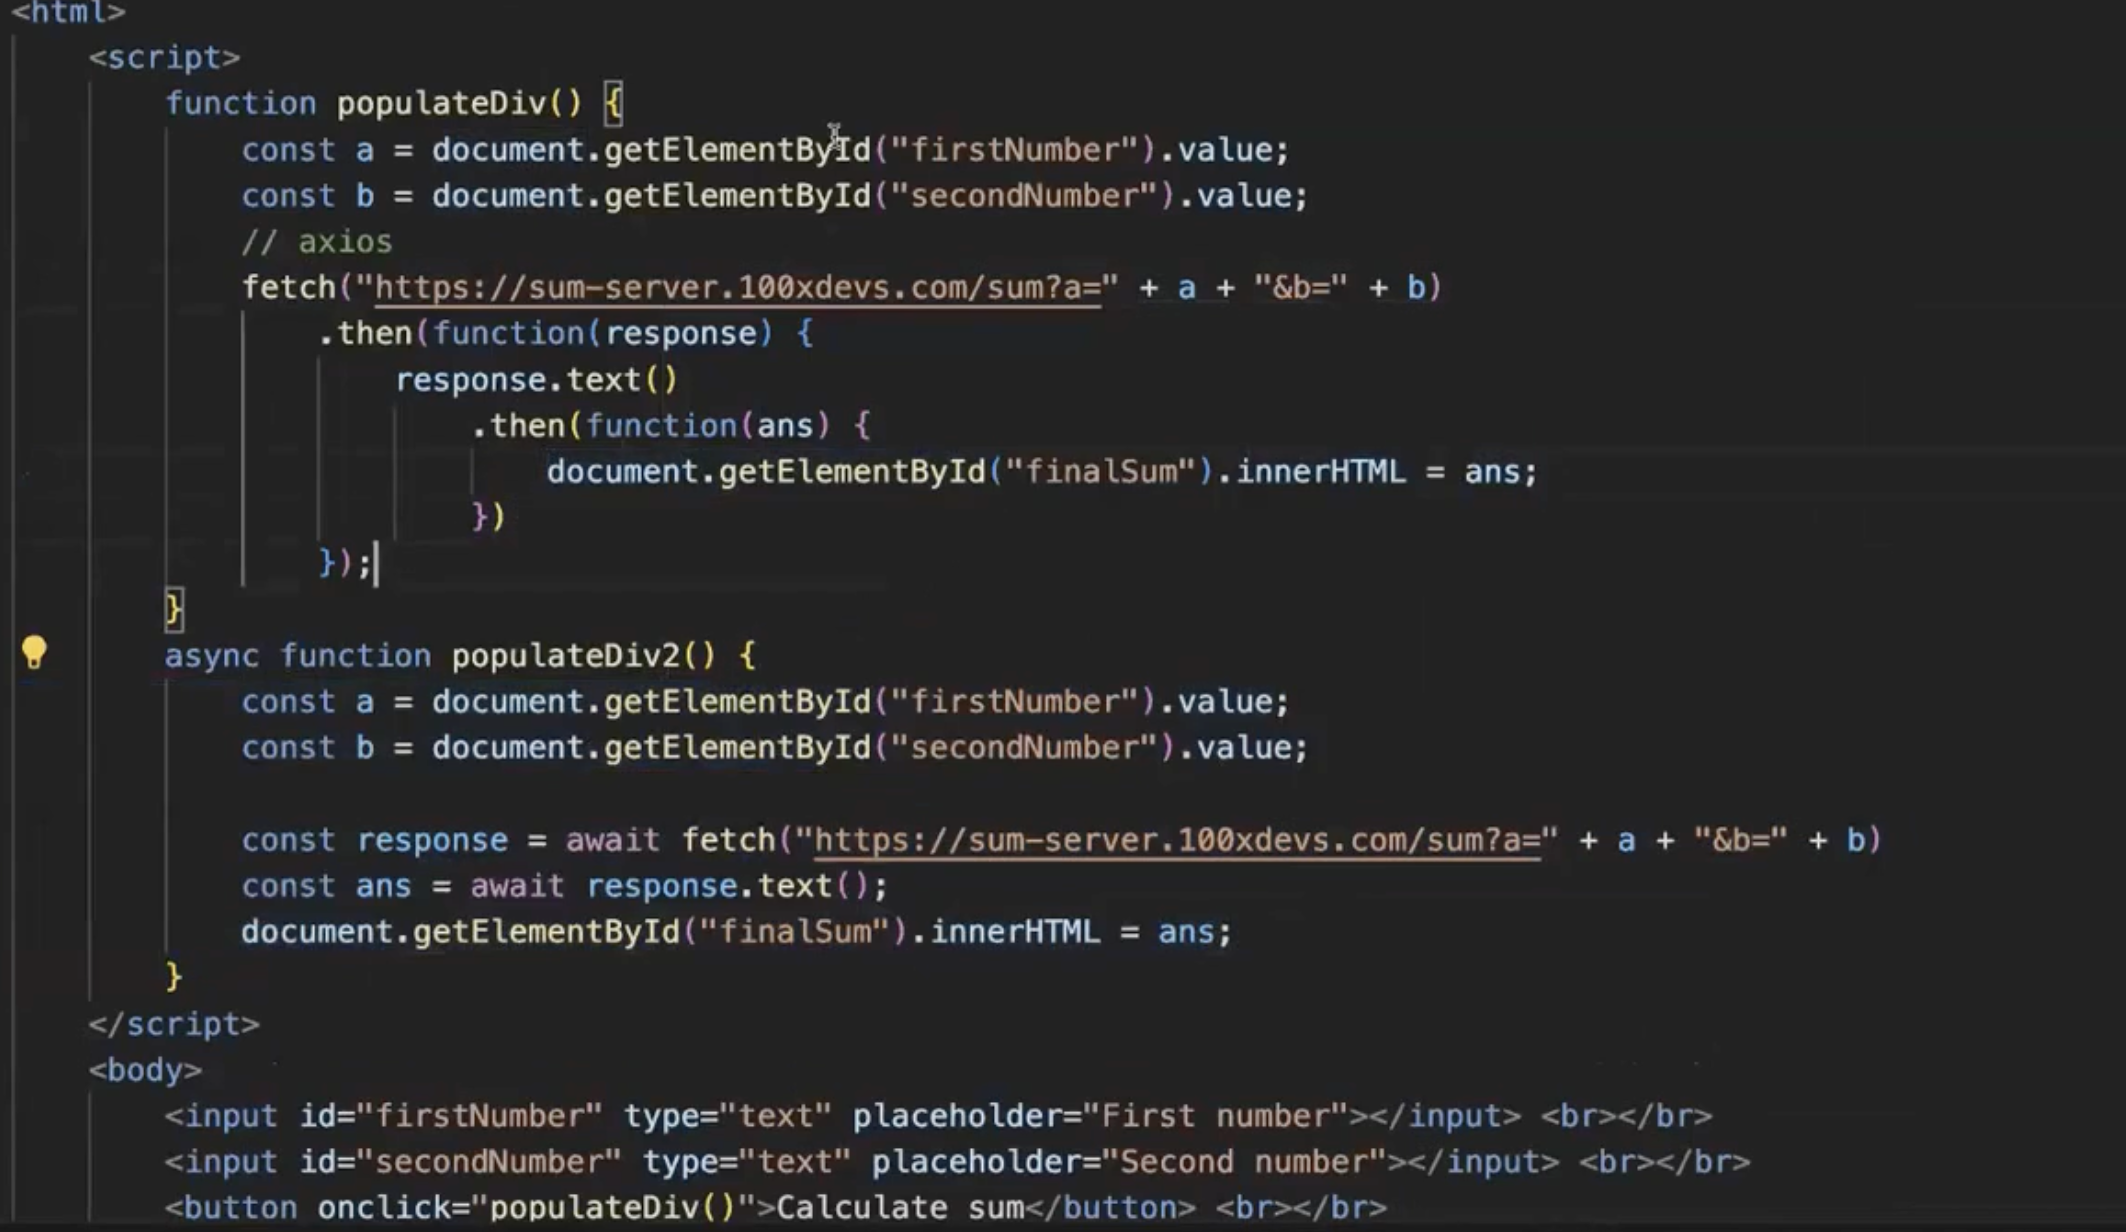 <html>
<script>
function populateDiv() {
const a = document.getElementById("firstNumber").value;
const b = document.getElementById("secondNumber").value;
// axios
fetch("https://sum-server.100xdevs.com/sum?a=" + a + "&b=" + b)
.then(function(response) {
response.text()
.then(function(ans) {
document.getElementById("finalSum").innerHTML = ans;
})
});
}
async function populateDiv2() {
const a = document.getElementById("firstNumber").value;
const b = document.getElementById("secondNumber").value;
const response = await fetch("https://sum-server.100xdevs.com/sum?a=" + a + "&b=" + b)
const ans = await response.text();
document.getElementById("finalSum").innerHTML = ans;
}
</script>
<body>
<input id="firstNumber" type="text" placeholder="First number"></input> <br></br>
<input id="secondNumber" type="text" placeholder="Second number"></input> <br></br>
<button onclick="populateDiv()">Calculate sum</button> <br></br>